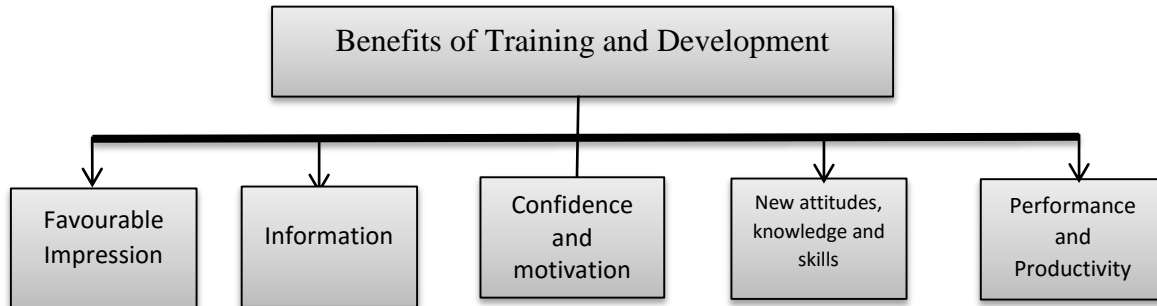 Benefits of Training and Development
Favourable
Impression
Information
Confidence
and
motivation
New attitudes,
knowledge and
skills
Performance
and
Productivity